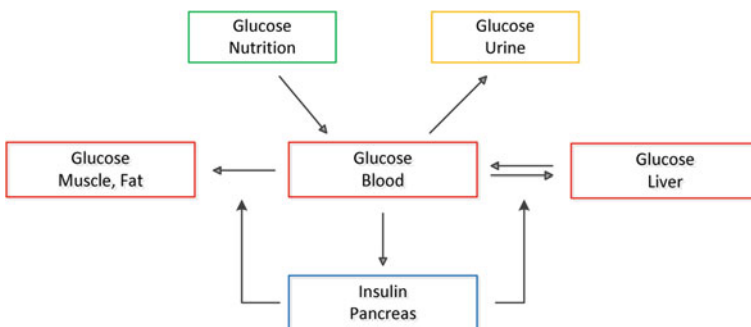 Glucose
Nutrition
Glucose
Urine
Glucose
Muscle, Fat
Glucose
Blood
Glucose
Liver
Insulin
Pancreas